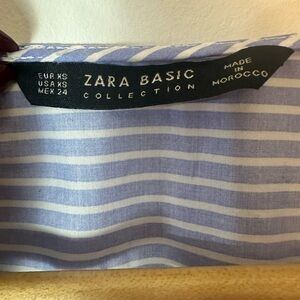 EUR XS
USA XS
MEX 24
ZARA BASIC
COLLECTION
MADE
IN
MOROCCO